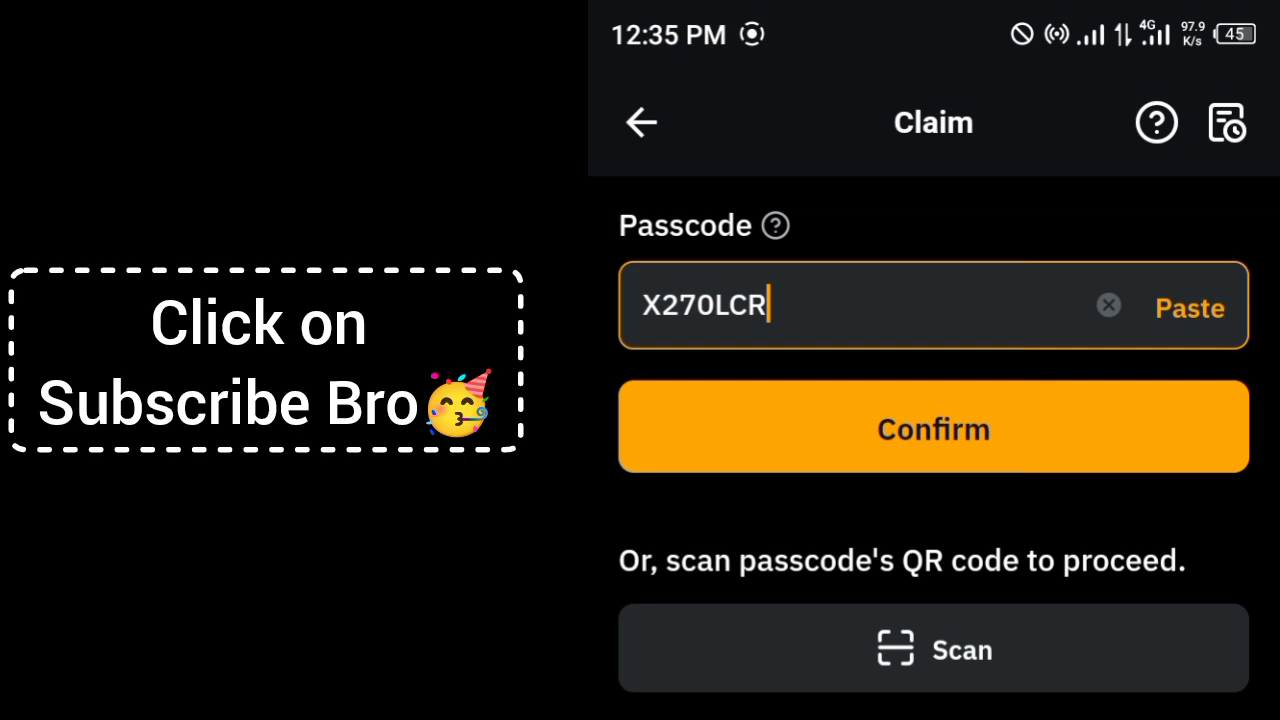 Click on
Subscribe Bro🥳
12:35 PM
4G
97.9
K/s
45
Claim
Passcode
X270LCR
Paste
Confirm
Or, scan passcode's QR code to proceed.
Scan